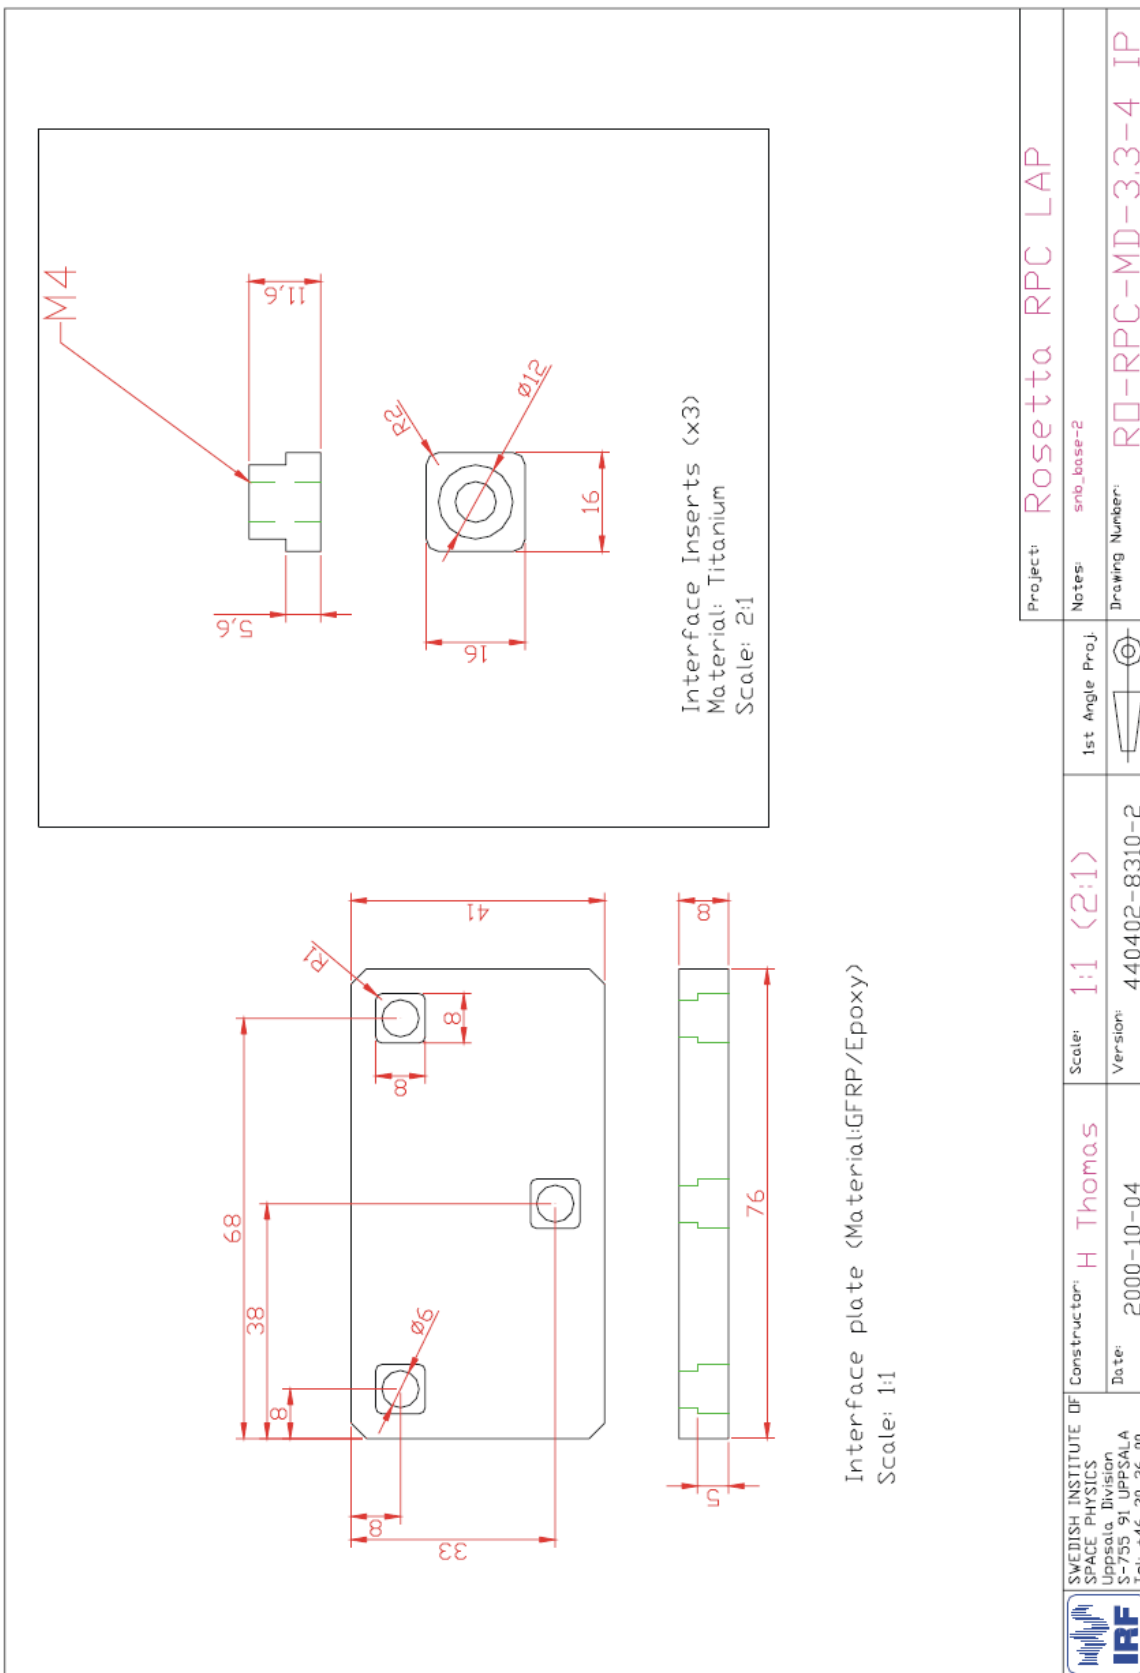 68
38
8
Ø6
R1
8
8
41
8
33
8
5
76
Interface plate (Material:GFRP/Epoxy)
Scale: 1:1
M4
11,6
5,6
R2
Ø12
16
16
Interface Inserts (x3)
Material: Titanium
Scale: 2:1
Project: Rosetta RPC LAP
SWEDISH INSTITUTE OF
SPACE PHYSICS
Uppsala Division
S-755 91 UPPSALA
IRF
Constructor: H Thomas
Scale: 1:1 (2:1)
1st Angle Proj.
Notes: snb_base-2
Date: 2000-10-04
Version: 440402-8310-2
Drawing Number: RO-RPC-MD-3.3-4 IP